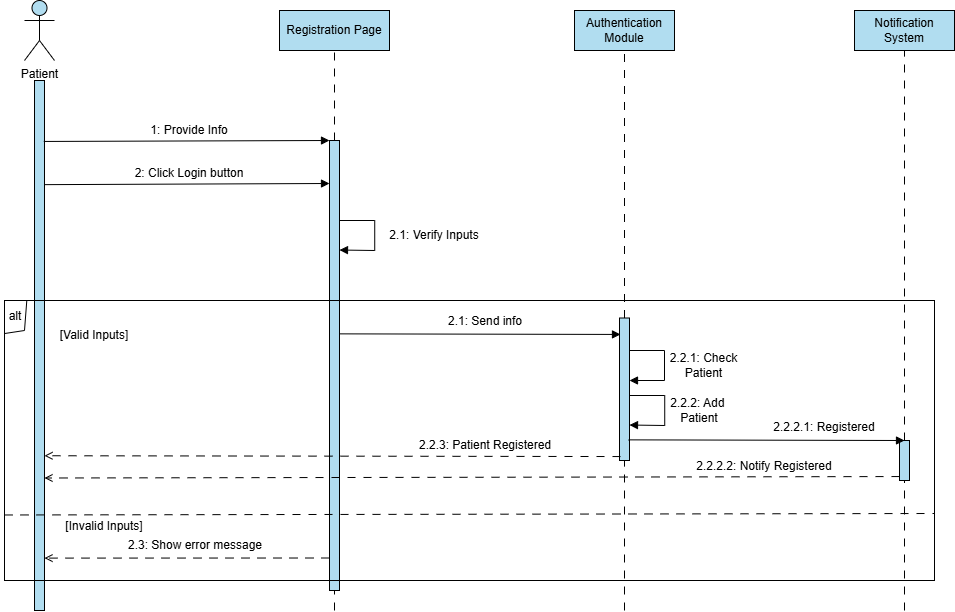 Registration Page
Authentication
Module
Notification
System
Patient
1: Provide Info
2: Click Login button
2.1: Verify Inputs
alt
[Valid Inputs]
2.1: Send info
2.2.1: Check
Patient
2.2.2: Add
Patient
2.2.2.1: Registered
2.2.3: Patient Registered
2.2.2.2: Notify Registered
[Invalid Inputs]
2.3: Show error message